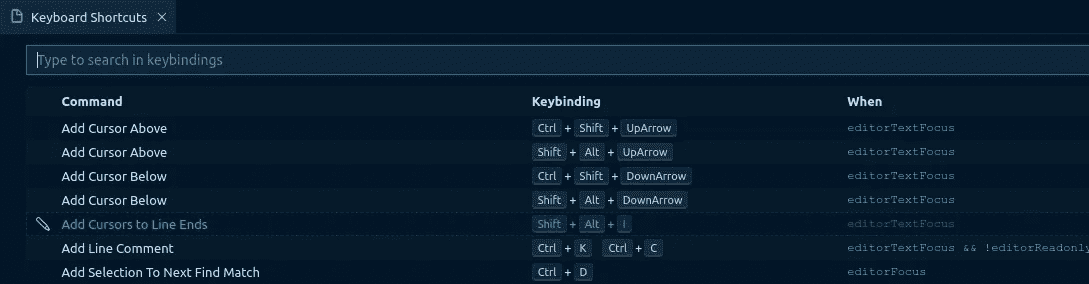 Keyboard Shortcuts
Type to search in keybindings
Command Keybinding When
Add Cursor Above Ctrl + Shift + UpArrow editorTextFocus
Add Cursor Above Shift + Alt + UpArrow editorTextFocus
Add Cursor Below Ctrl + Shift + DownArrow editorTextFocus
Add Cursor Below Shift + Alt + DownArrow editorTextFocus
Add Cursors to Line Ends Shift + Alt + I editorTextFocus
Add Line Comment Ctrl + K Ctrl + C editorTextFocus && !editorReadonly
Add Selection To Next Find Match Ctrl + D editorFocus